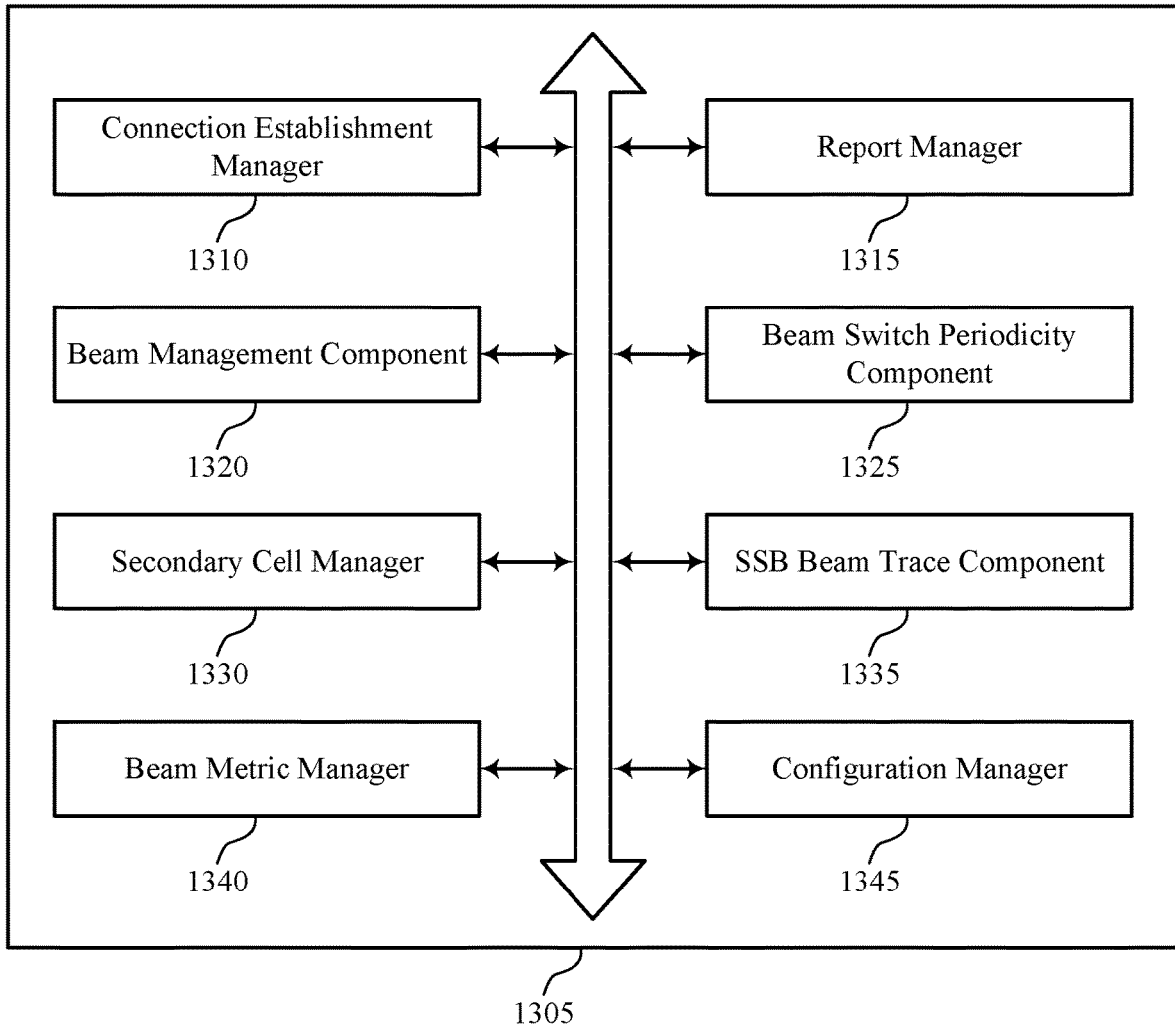 Connection Establishment
Manager
1310
Report Manager
1315
Beam Management Component
1320
Beam Switch Periodicity
Component
1325
Secondary Cell Manager
1330
SSB Beam Trace Component
1335
Beam Metric Manager
1340
Configuration Manager
1345
1305